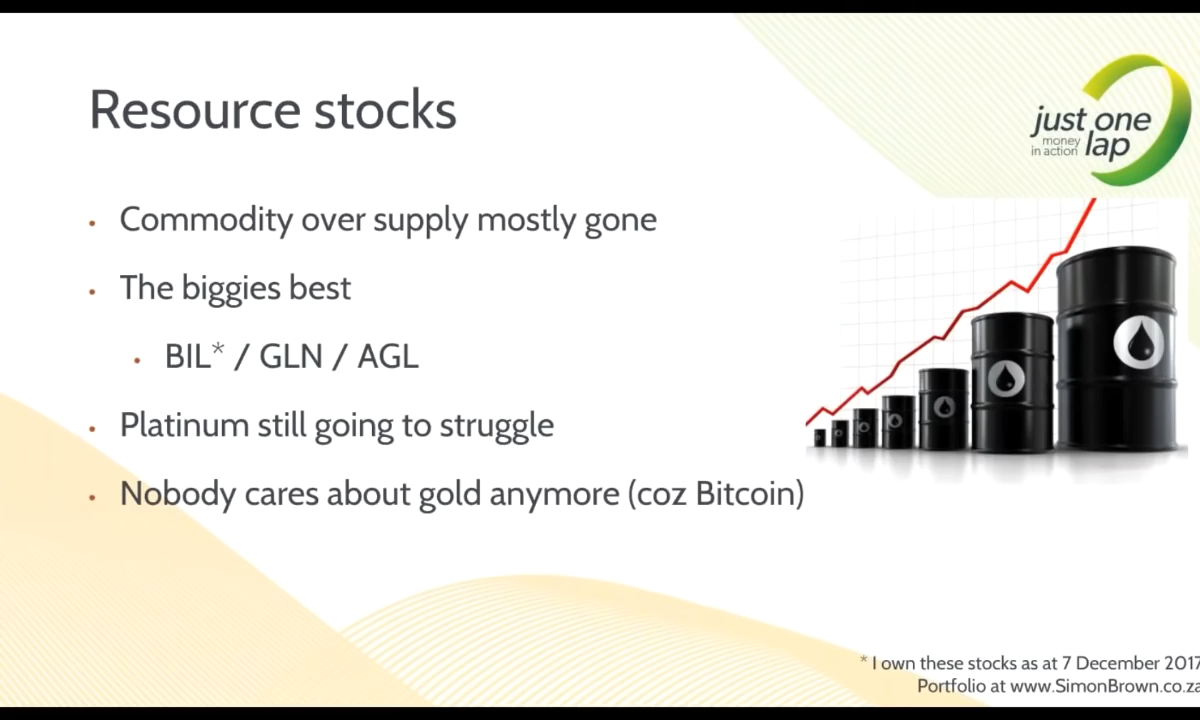 Resource stocks
just one
money
in action lap
Commodity over supply mostly gone
The biggies best
BIL* / GLN / AGL
Platinum still going to struggle
Nobody cares about gold anymore (coz Bitcoin)
* I own these stocks as at 7 December 2017
Portfolio at www.SimonBrown.co.za